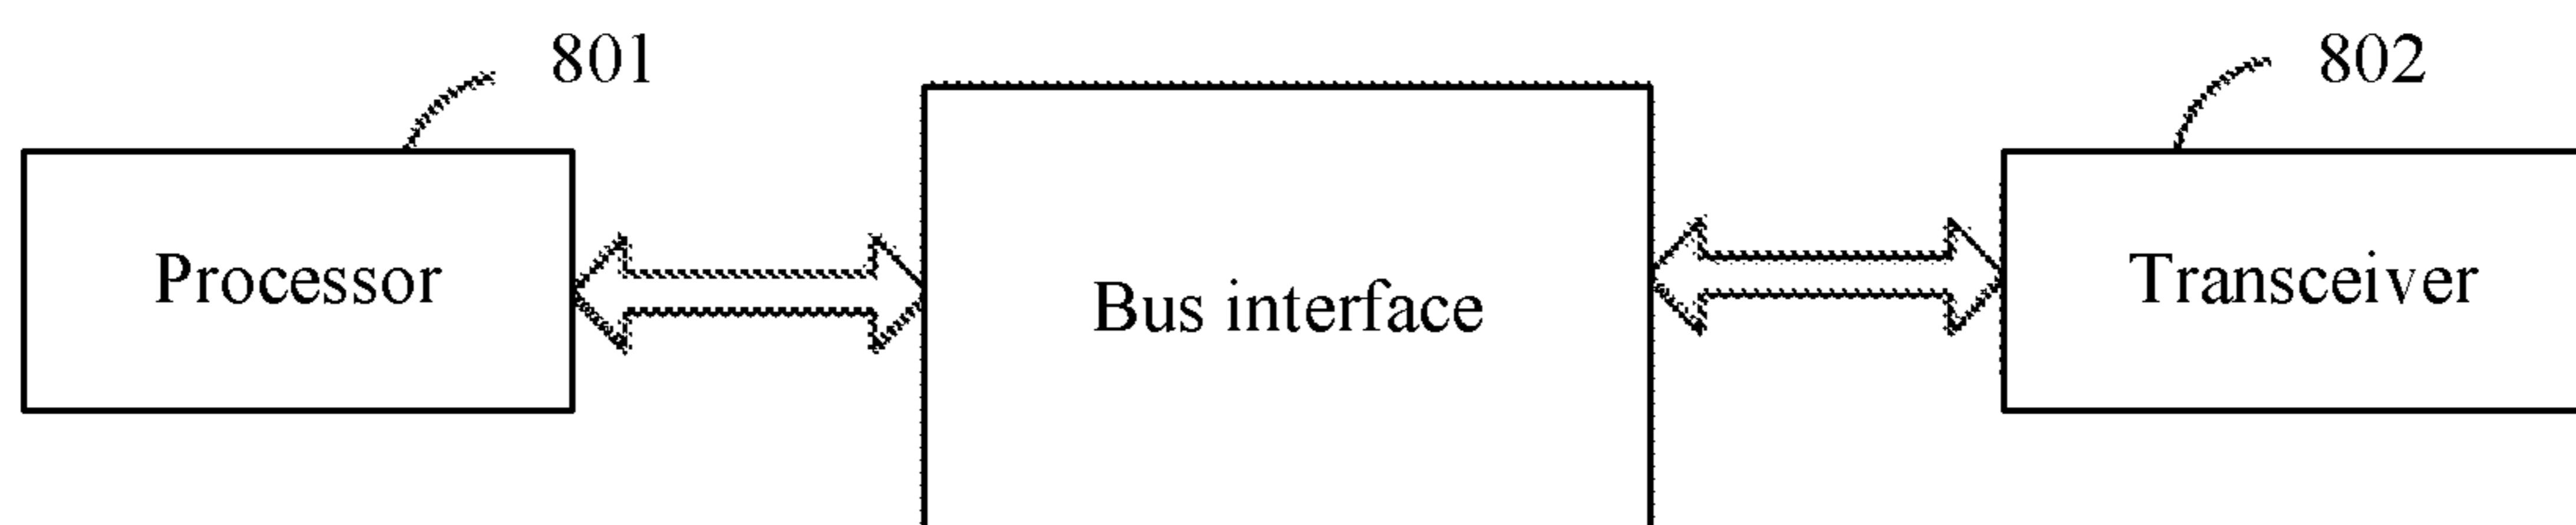 801
802
Processor
Bus interface
Transceiver